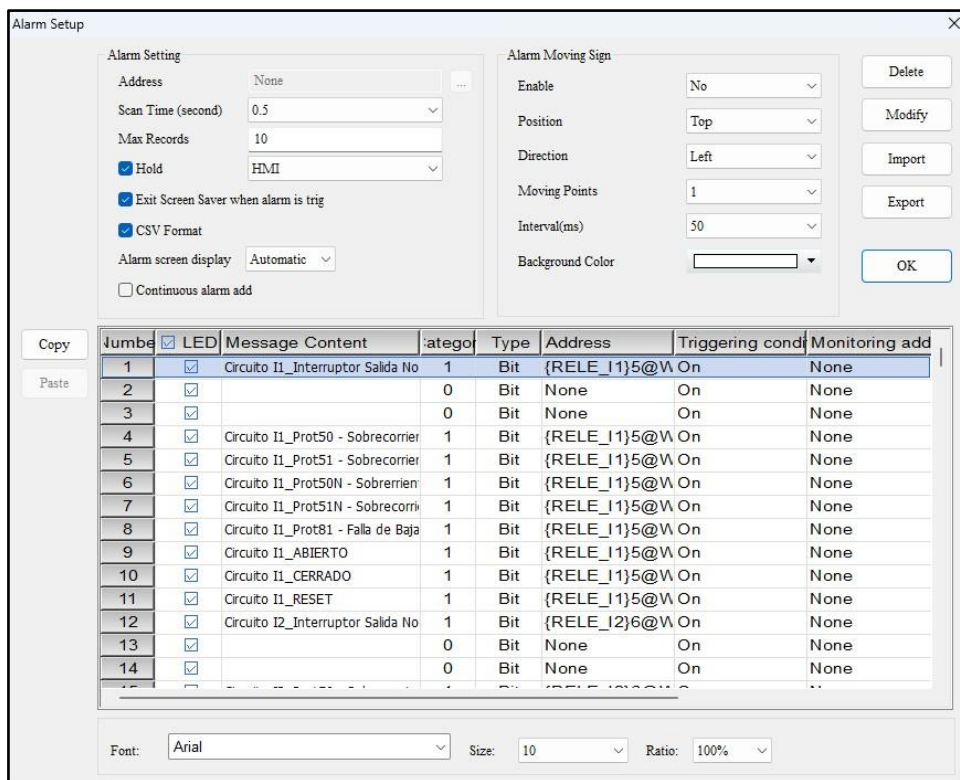 Alarm Setup
Alarm Setting
Address None ...
Scan Time (second) 0.5
Max Records 10
Hold HMI
Exit Screen Saver when alarm is trig
CSV Format
Alarm screen display Automatic
Continuous alarm add
Alarm Moving Sign
Enable No
Position Top
Direction Left
Moving Points 1
Interval(ms) 50
Background Color
Delete
Modify
Import
Export
OK
Copy
Paste
Numbe LED Message Content Categor Type Address Triggering condi Monitoring add
1 Circuito I1_Interruptor Salida No 1 Bit {RELE_I1}5@W On None
2 0 Bit None On None
3 0 Bit None On None
4 Circuito I1_Prot50 - Sobrecorrier 1 Bit {RELE_I1}5@W On None
5 Circuito I1_Prot51 - Sobrecorrier 1 Bit {RELE_I1}5@W On None
6 Circuito I1_Prot50N - Sobrerrien 1 Bit {RELE_I1}5@W On None
7 Circuito I1_Prot51N - Sobrecorri 1 Bit {RELE_I1}5@W On None
8 Circuito I1_Prot81 - Falla de Baja 1 Bit {RELE_I1}5@W On None
9 Circuito I1_ABIERTO 1 Bit {RELE_I1}5@W On None
10 Circuito I1_CERRADO 1 Bit {RELE_I1}5@W On None
11 Circuito I1_RESET 1 Bit {RELE_I1}5@W On None
12 Circuito I2_Interruptor Salida No 1 Bit {RELE_I2}6@W On None
13 0 Bit None On None
14 0 Bit None On None
Font: Arial Size: 10 Ratio: 100%